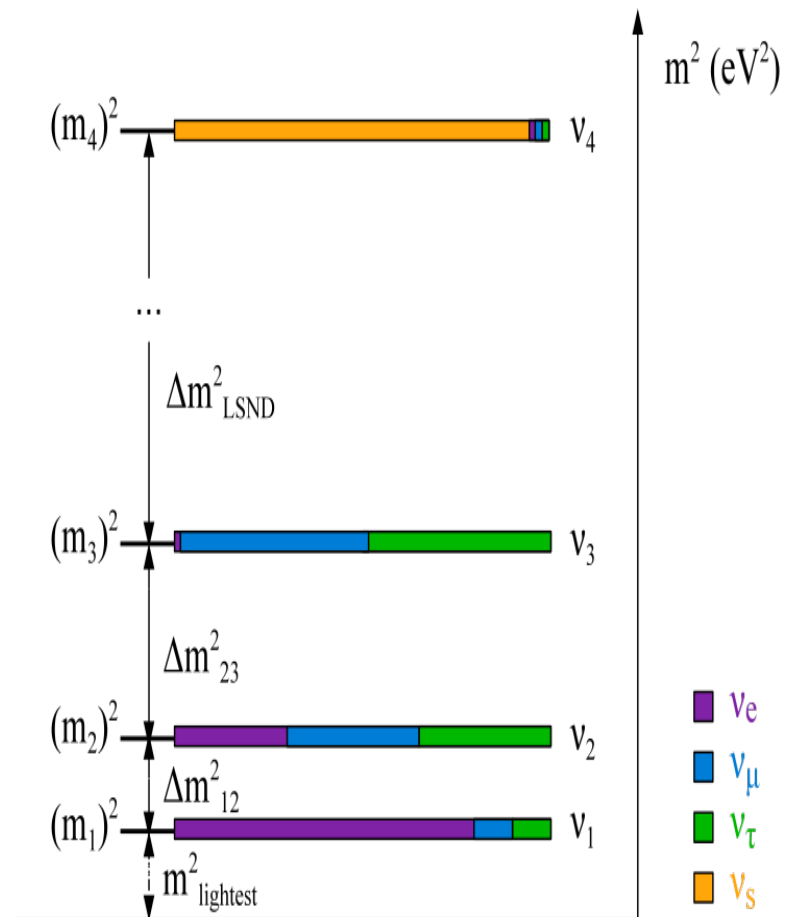 m² (eV²)
(m₄)² ν₄
...
Δm²LSND
(m₃)² ν₃
Δm²₂₃
(m₂)² ν₂
Δm²₁₂
(m₁)² ν₁
m²lightest
νe
νμ
ντ
νs